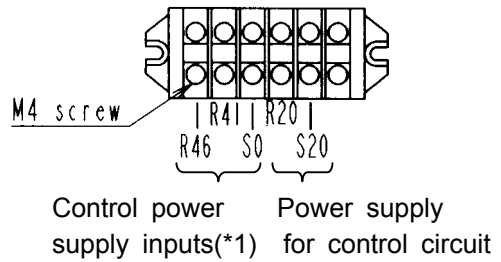 M4 screw
R41 R20
R46 S0 S20
Control power Power supply
supply inputs(*1) for control circuit